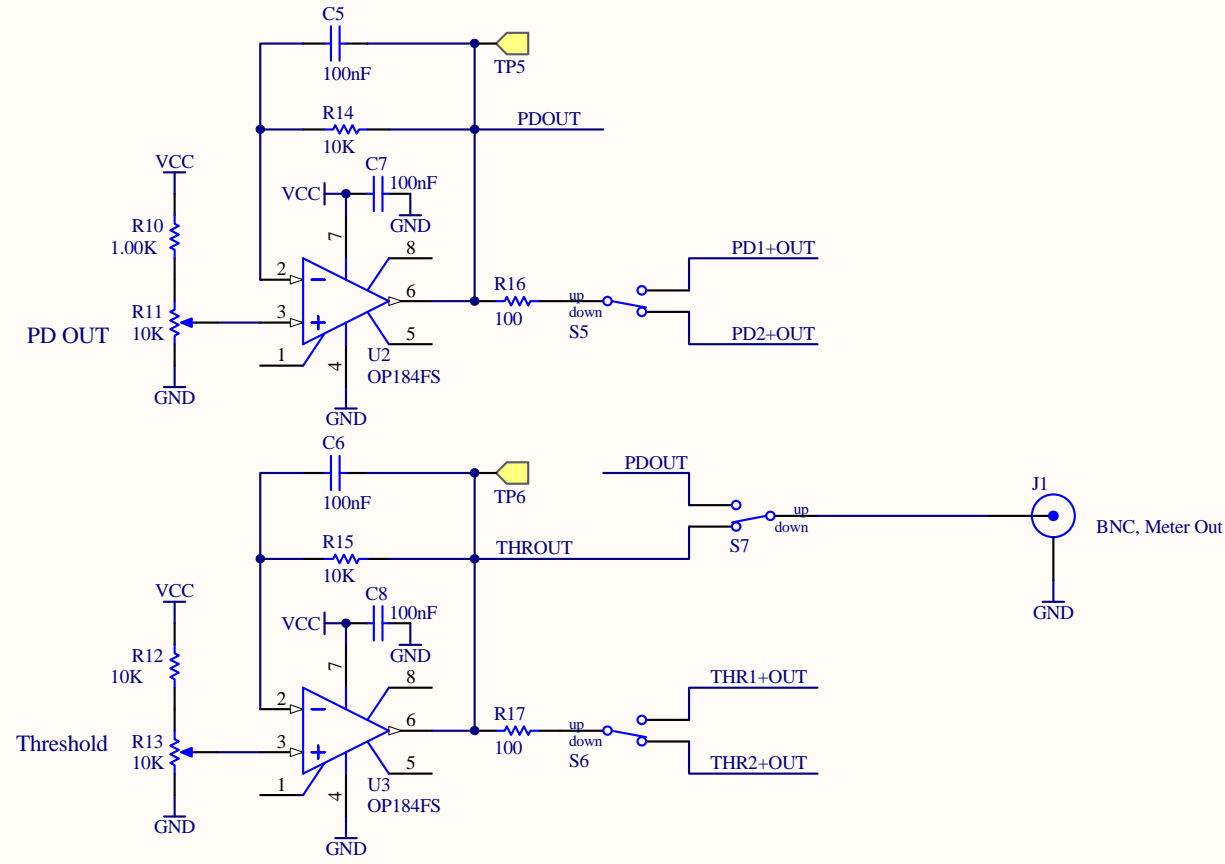 C5
100nF
TP5
R14
10K
PDOUT
VCC
C7
100nF
VCC
GND
R10
1.00K
7
8
PD1+OUT
2
6
R16
100
up
down
S5
R11
10K
PD OUT
3
5
PD2+OUT
1
4
U2
OP184FS
GND
GND
C6
100nF
TP6
PDOUT
J1
up
down
S7
BNC, Meter Out
R15
10K
THROUT
VCC
C8
100nF
VCC
GND
GND
R12
10K
7
8
THR1+OUT
2
6
R17
100
up
down
S6
Threshold
R13
10K
3
5
THR2+OUT
1
4
U3
OP184FS
GND
GND